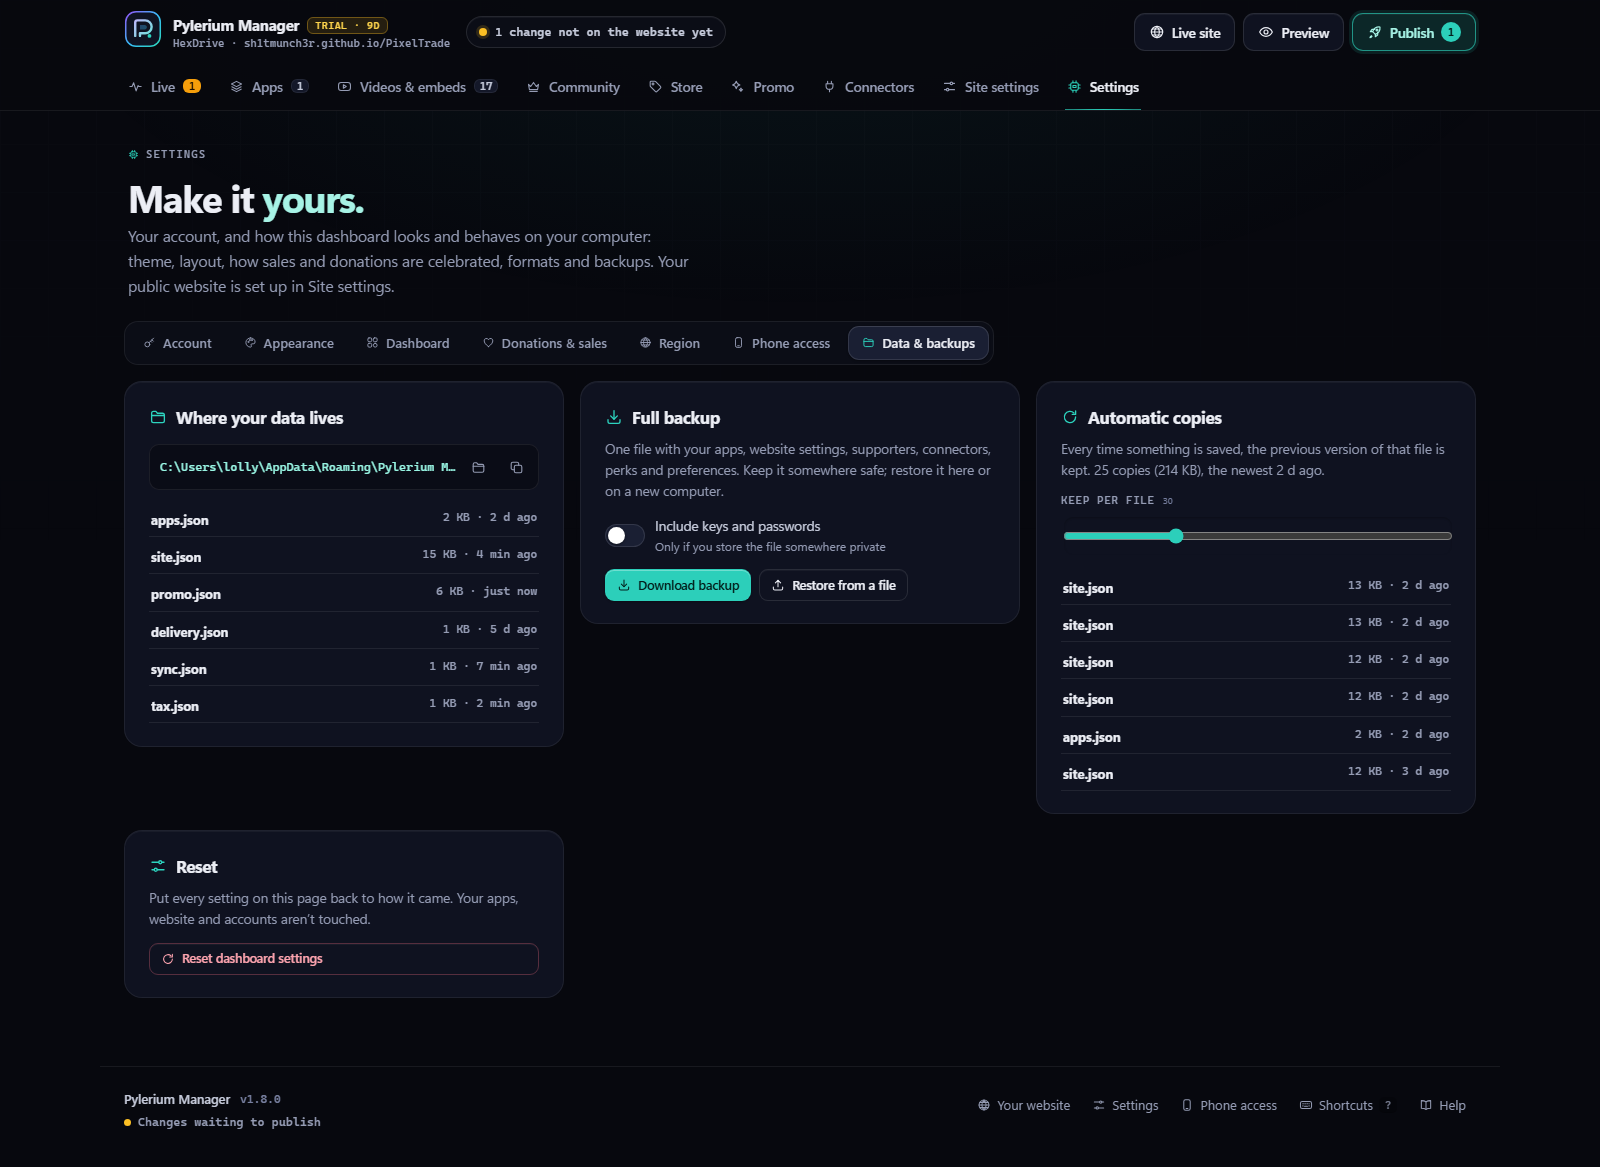 Pylerium Manager TRIAL · 9D
HexDrive · sh1tmunch3r.github.io/PixelTrade
1 change not on the website yet
Live site
Preview
Publish 1
Live 1
Apps 1
Videos & embeds 17
Community
Store
Promo
Connectors
Site settings
Settings
SETTINGS
Make it yours.
Your account, and how this dashboard looks and behaves on your computer:
theme, layout, how sales and donations are celebrated, formats and backups. Your
public website is set up in Site settings.
Account
Appearance
Dashboard
Donations & sales
Region
Phone access
Data & backups
Where your data lives
C:\Users\lolly\AppData\Roaming\Pylerium M…
apps.json 2 KB · 2 d ago
site.json 15 KB · 4 min ago
promo.json 6 KB · just now
delivery.json 1 KB · 5 d ago
sync.json 1 KB · 7 min ago
tax.json 1 KB · 2 min ago
Full backup
One file with your apps, website settings, supporters, connectors,
perks and preferences. Keep it somewhere safe; restore it here or
on a new computer.
Include keys and passwords
Only if you store the file somewhere private
Download backup
Restore from a file
Automatic copies
Every time something is saved, the previous version of that file is
kept. 25 copies (214 KB), the newest 2 d ago.
KEEP PER FILE 30
site.json 13 KB · 2 d ago
site.json 13 KB · 2 d ago
site.json 12 KB · 2 d ago
site.json 12 KB · 2 d ago
apps.json 2 KB · 2 d ago
site.json 12 KB · 3 d ago
Reset
Put every setting on this page back to how it came. Your apps,
website and accounts aren't touched.
Reset dashboard settings
Pylerium Manager v1.8.0
Changes waiting to publish
Your website
Settings
Phone access
Shortcuts ?
Help